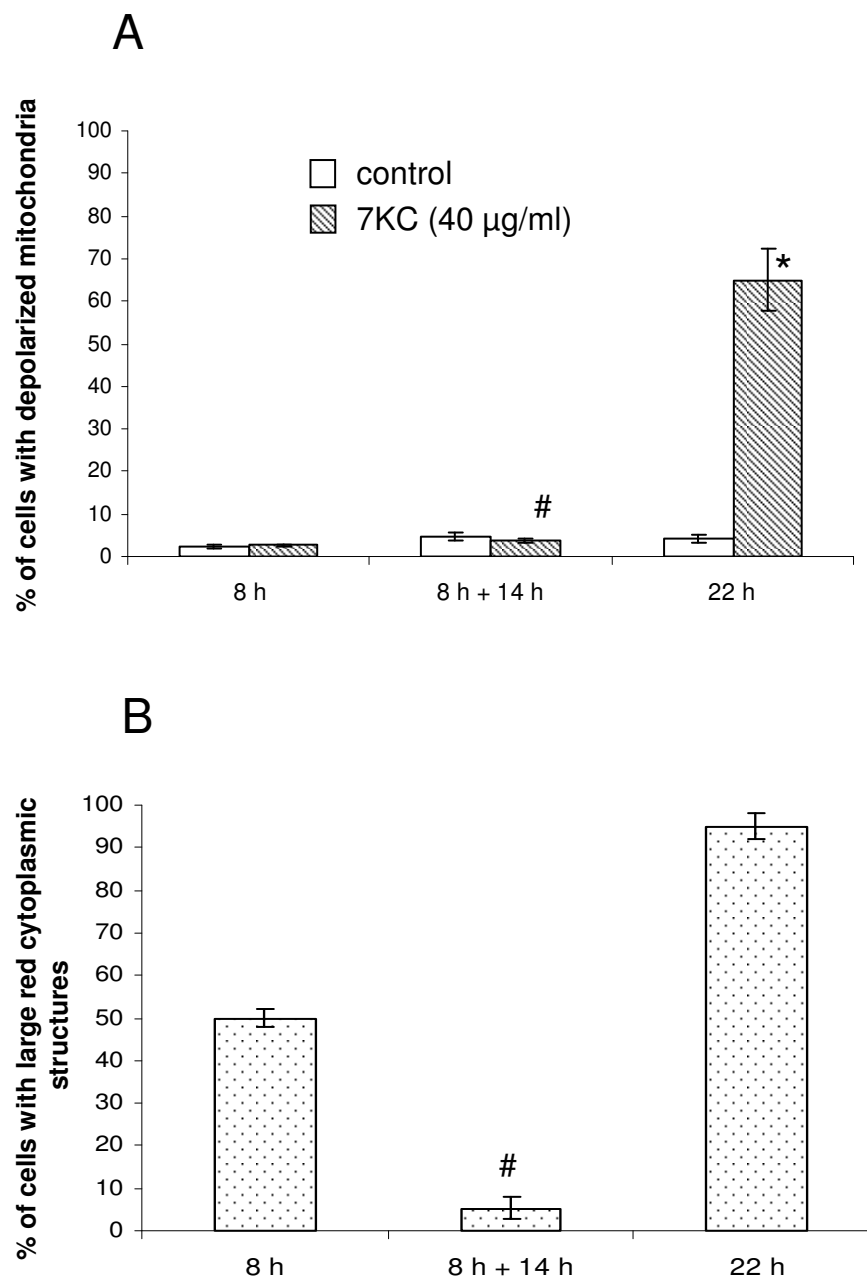 A
% of cells with depolarized mitochondria
100
90
80
70
60
50
40
30
20
10
0
control
7KC (40 µg/ml)
*
#
8 h
8 h + 14 h
22 h
B
% of cells with large red cytoplasmic
structures
100
90
80
70
60
50
40
30
20
10
0
#
8 h
8 h + 14 h
22 h